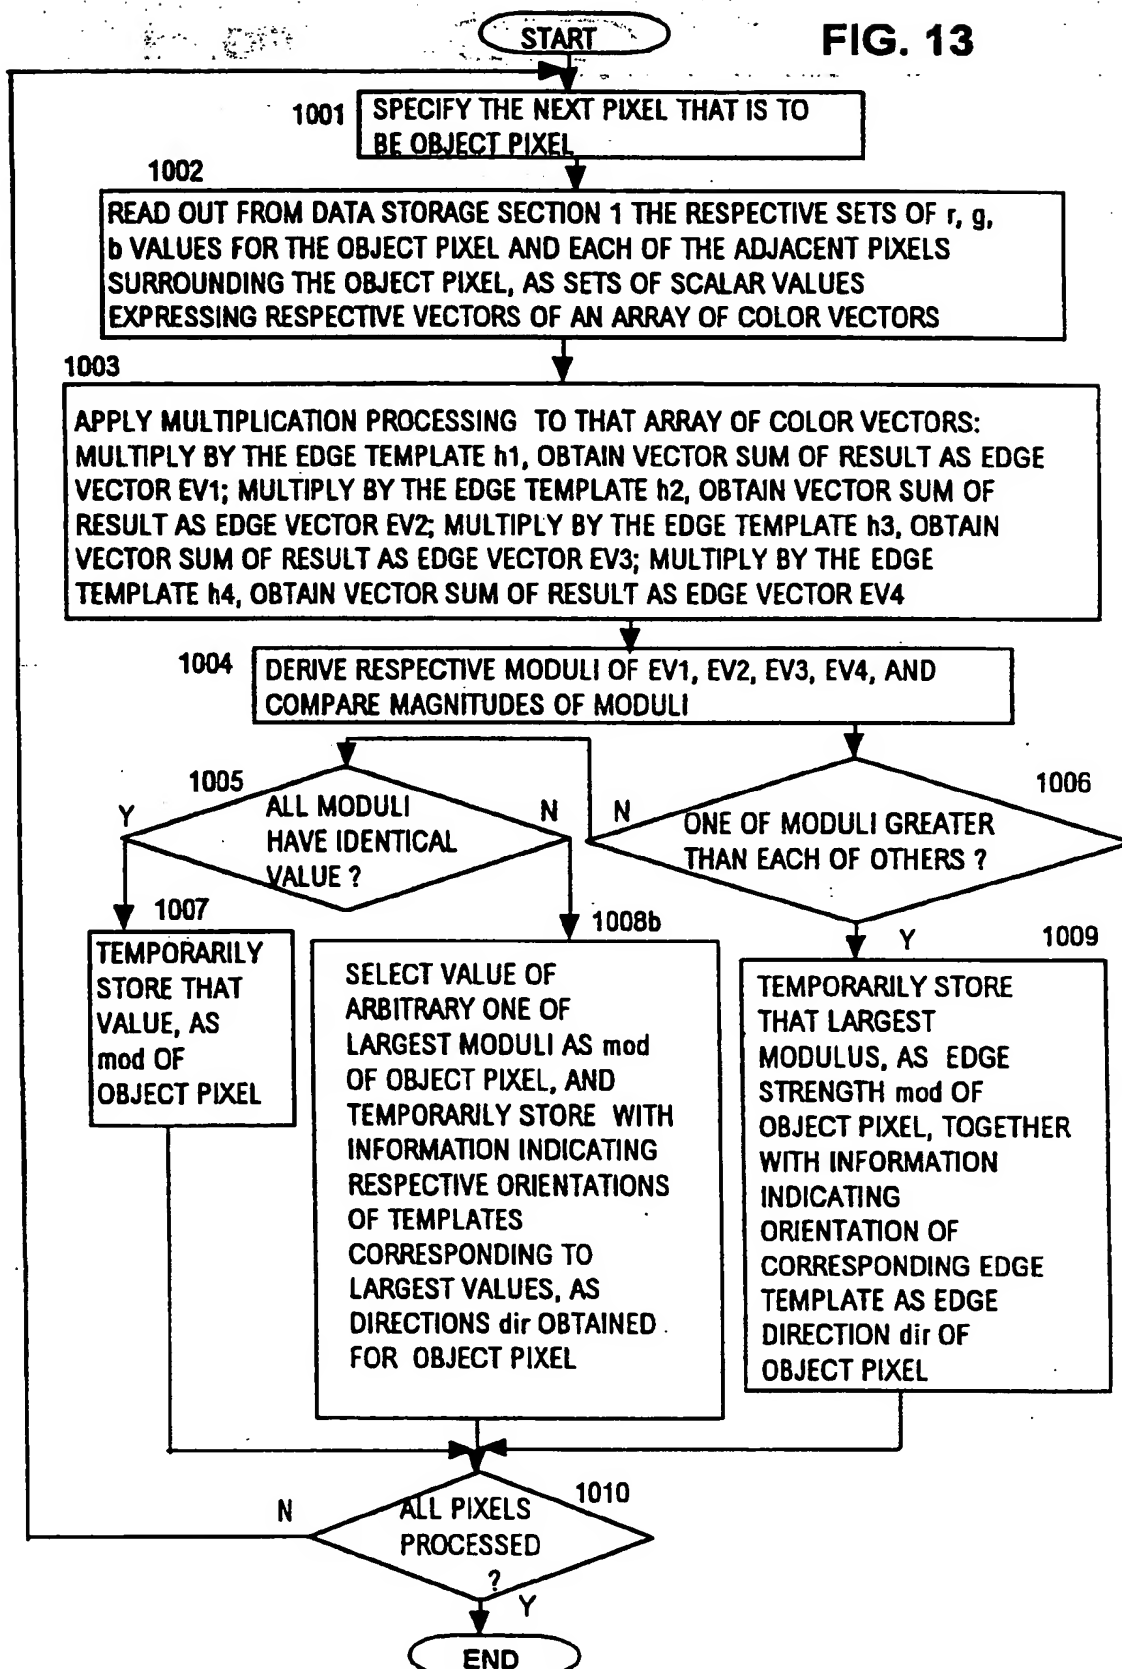 START
FIG. 13
1001
SPECIFY THE NEXT PIXEL THAT IS TO
BE OBJECT PIXEL
1002
READ OUT FROM DATA STORAGE SECTION 1 THE RESPECTIVE SETS OF r, g,
b VALUES FOR THE OBJECT PIXEL AND EACH OF THE ADJACENT PIXELS
SURROUNDING THE OBJECT PIXEL, AS SETS OF SCALAR VALUES
EXPRESSING RESPECTIVE VECTORS OF AN ARRAY OF COLOR VECTORS
1003
APPLY MULTIPLICATION PROCESSING TO THAT ARRAY OF COLOR VECTORS:
MULTIPLY BY THE EDGE TEMPLATE h1, OBTAIN VECTOR SUM OF RESULT AS EDGE
VECTOR EV1; MULTIPLY BY THE EDGE TEMPLATE h2, OBTAIN VECTOR SUM OF
RESULT AS EDGE VECTOR EV2; MULTIPLY BY THE EDGE TEMPLATE h3, OBTAIN
VECTOR SUM OF RESULT AS EDGE VECTOR EV3; MULTIPLY BY THE EDGE
TEMPLATE h4, OBTAIN VECTOR SUM OF RESULT AS EDGE VECTOR EV4
1004
DERIVE RESPECTIVE MODULI OF EV1, EV2, EV3, EV4, AND
COMPARE MAGNITUDES OF MODULI
1005
Y
ALL MODULI
HAVE IDENTICAL
VALUE ?
N
1006
N
ONE OF MODULI GREATER
THAN EACH OF OTHERS ?
Y
1007
TEMPORARILY
STORE THAT
VALUE, AS
mod OF
OBJECT PIXEL
1008b
SELECT VALUE OF
ARBITRARY ONE OF
LARGEST MODULI AS mod
OF OBJECT PIXEL, AND
TEMPORARILY STORE WITH
INFORMATION INDICATING
RESPECTIVE ORIENTATIONS
OF TEMPLATES
CORRESPONDING TO
LARGEST VALUES, AS
DIRECTIONS dir OBTAINED
FOR OBJECT PIXEL
1009
TEMPORARILY STORE
THAT LARGEST
MODULUS, AS EDGE
STRENGTH mod OF
OBJECT PIXEL, TOGETHER
WITH INFORMATION
INDICATING
ORIENTATION OF
CORRESPONDING EDGE
TEMPLATE AS EDGE
DIRECTION dir OF
OBJECT PIXEL
N
1010
ALL PIXELS
PROCESSED
?
Y
END